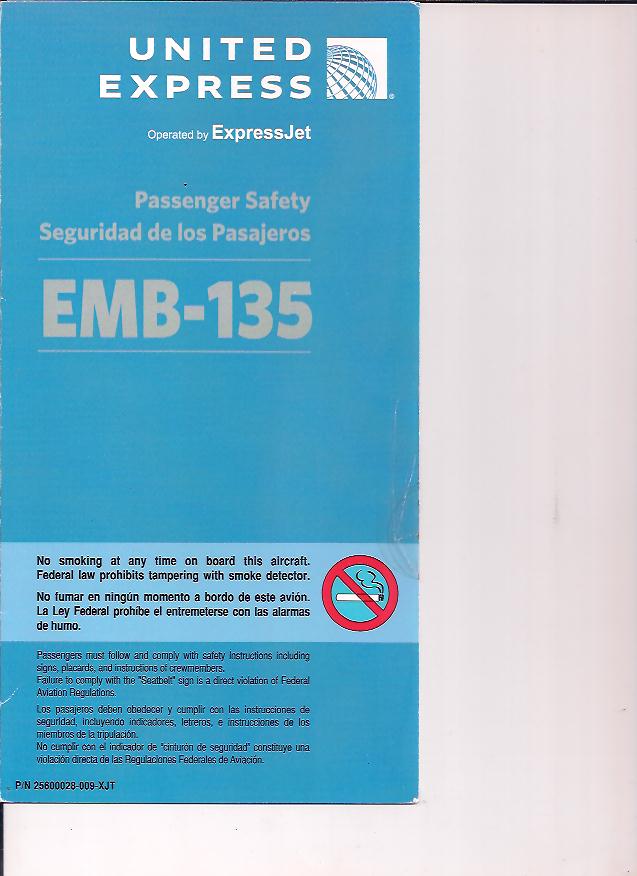 UNITED
EXPRESS
®
Operated by ExpressJet
Passenger Safety
Seguridad de los Pasajeros
EMB-135
No smoking at any time on board this aircraft.
Federal law prohibits tampering with smoke detector.
No fumar en ningún momento a bordo de este avión.
La Ley Federal prohíbe el entremeterse con las alarmas
de humo.
Passengers must follow and comply with safety instructions including
signs, placards, and instructions of crewmembers.
Failure to comply with the "Seatbelt" sign is a direct violation of Federal
Aviation Regulations.
Los pasajeros deben obedecer y cumplir con las instrucciones de
seguridad, incluyendo indicadores, letreros, e instrucciones de los
miembros de la tripulación.
No cumplir con el indicador de "cinturón de seguridad" constituye una
violación directa de las Regulaciones Federales de Aviación.
P/N 25600028-009-XJT